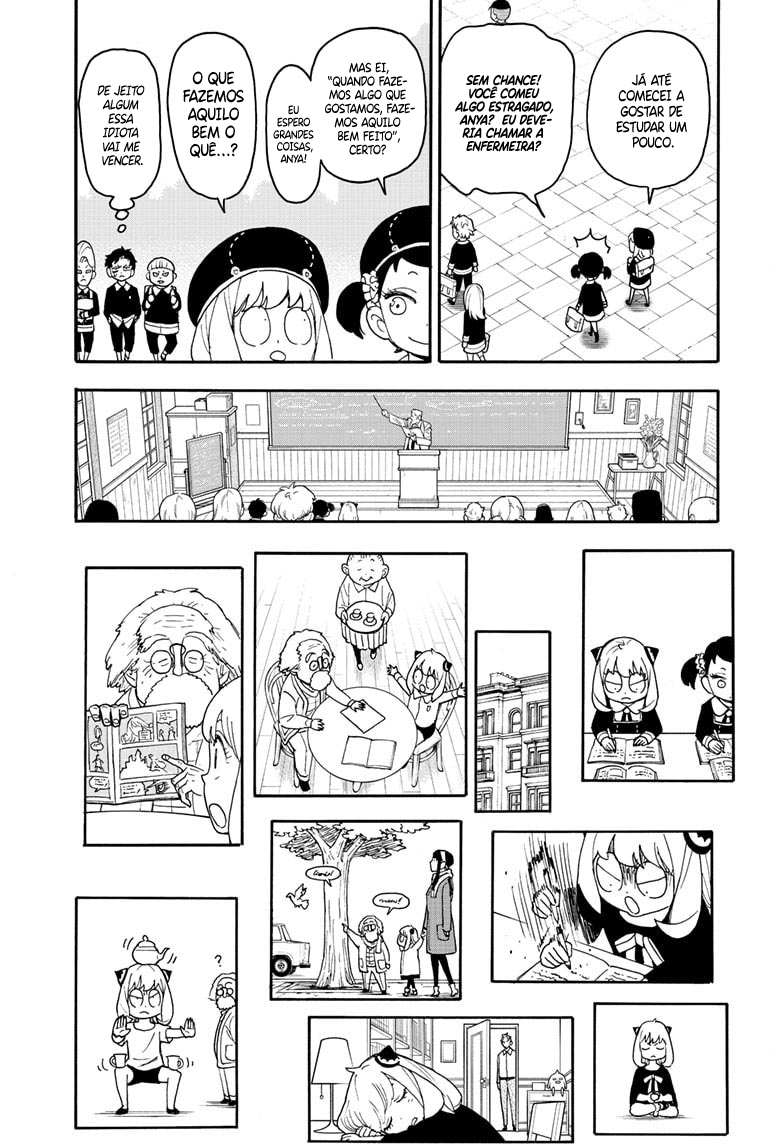 JÁ ATÉ
COMECEI A
GOSTAR DE
ESTUDAR UM
POUCO.
SEM CHANCE!
VOCÊ COMEU
ALGO ESTRAGADO,
ANYA? EU DEVE-
RIA CHAMAR A
ENFERMEIRA?
MAS EI,
"QUANDO FAZE-
MOS ALGO QUE
GOSTAMOS, FAZE-
MOS AQUILO
BEM FEITO",
CERTO?
EU
ESPERO
GRANDES
COISAS,
ANYA!
O QUE
FAZEMOS
AQUILO
BEM O
QUÊ...?
DE JEITO
ALGUM
ESSA
IDIOTA
VAI ME
VENCER.
?